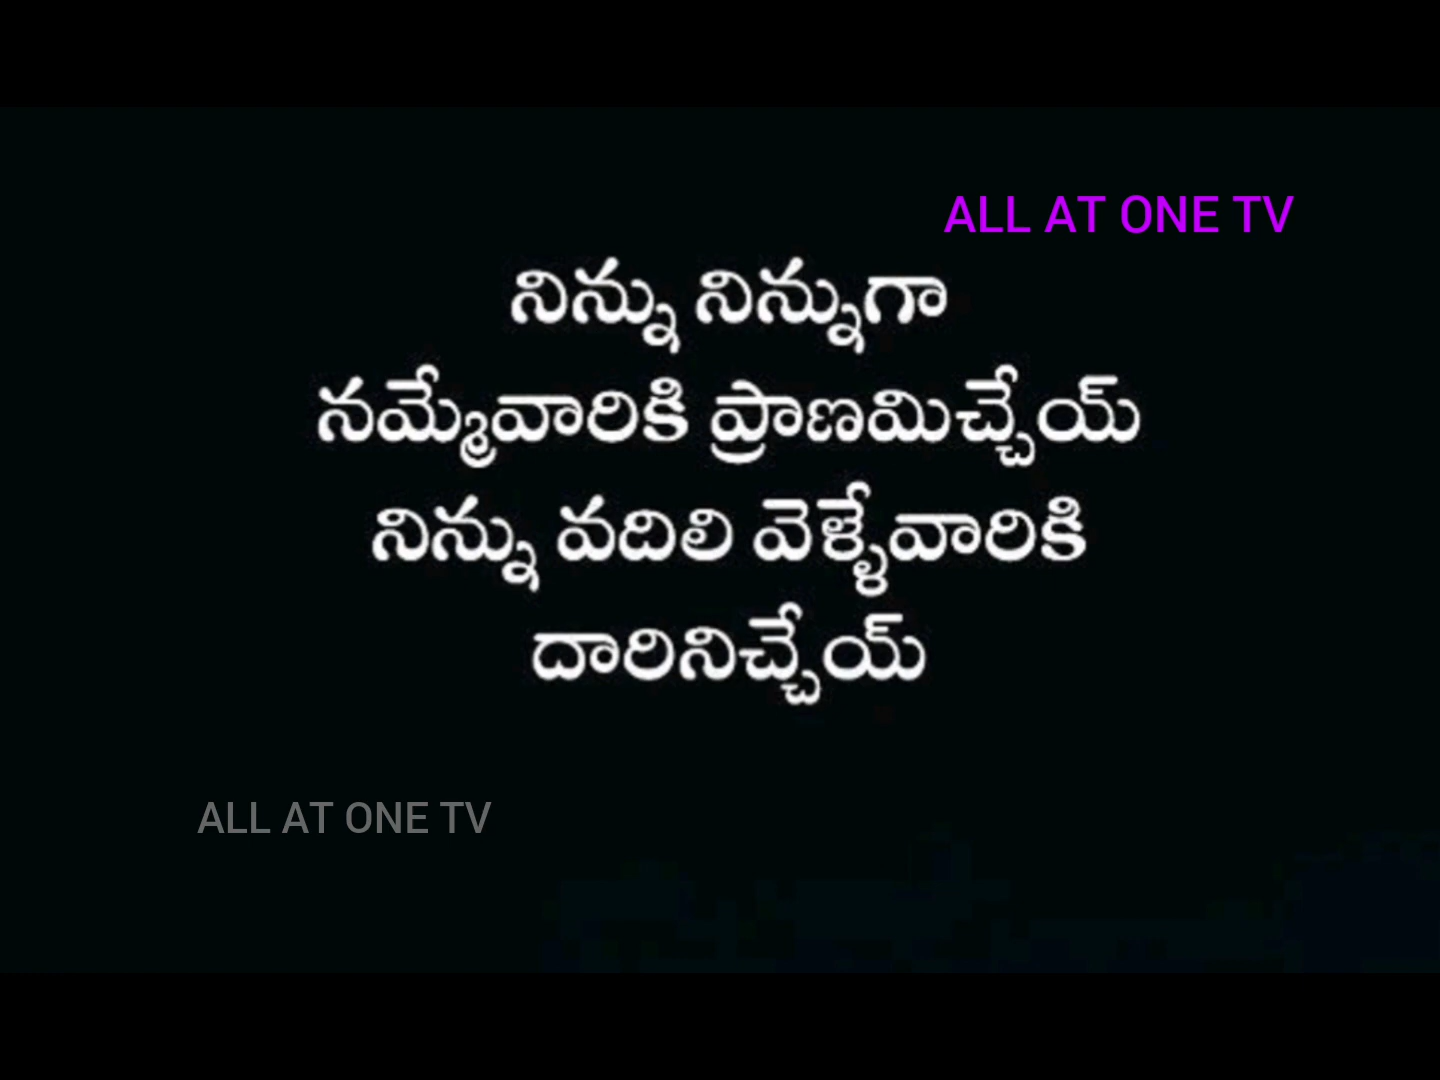 ALL AT ONE TV
నిన్ను నిన్నుగా
నమ్మేవారికి ప్రాణమిచ్చేయ్
నిన్ను వదిలి వెళ్ళేవారికి
దారినిచ్చేయ్
ALL AT ONE TV